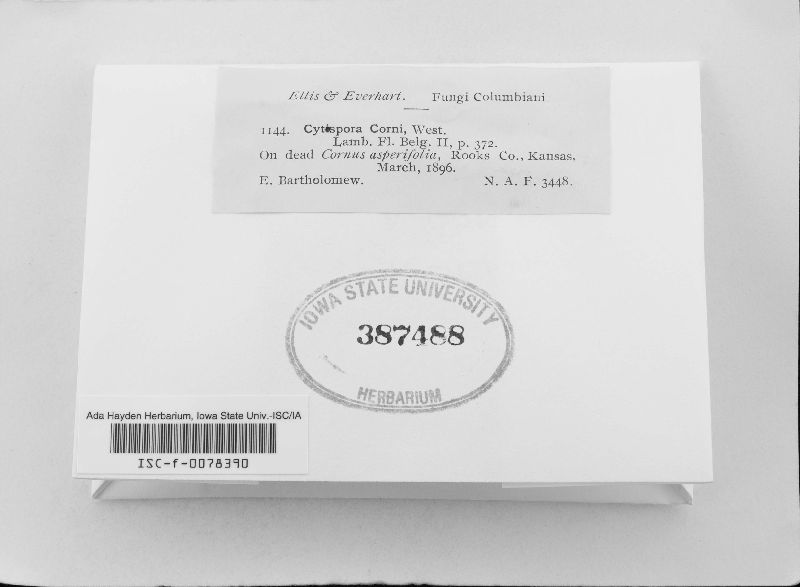 Ellis & Everhart. Fungi Columbiani
1144. Cytospora Corni, West.
Lamb. Fl. Belg. II, p. 372.
On dead Cornus asperifolia, Rooks Co., Kansas,
March, 1896.
E. Bartholomew. N. A. F. 3448.
IOWA STATE UNIVERSITY
387488
HERBARIUM
Ada Hayden Herbarium, Iowa State Univ.-ISC/IA
ISC-f-0078390